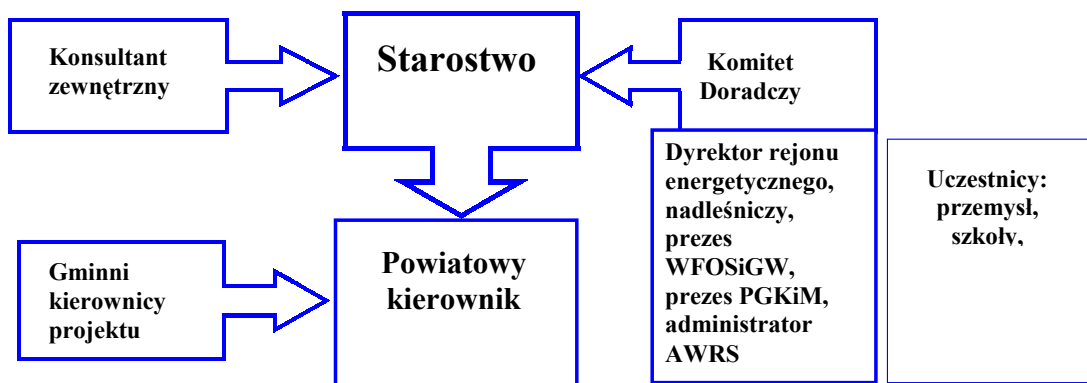 Konsultant
zewnętrzny
Starostwo
Komitet
Doradczy
Dyrektor rejonu
energetycznego,
nadleśniczy,
prezes
WFOSiGW,
prezes PGKiM,
administrator
AWRS
Uczestnicy:
przemysł,
szkoły,
Gminni
kierownicy
projektu
Powiatowy
kierownik